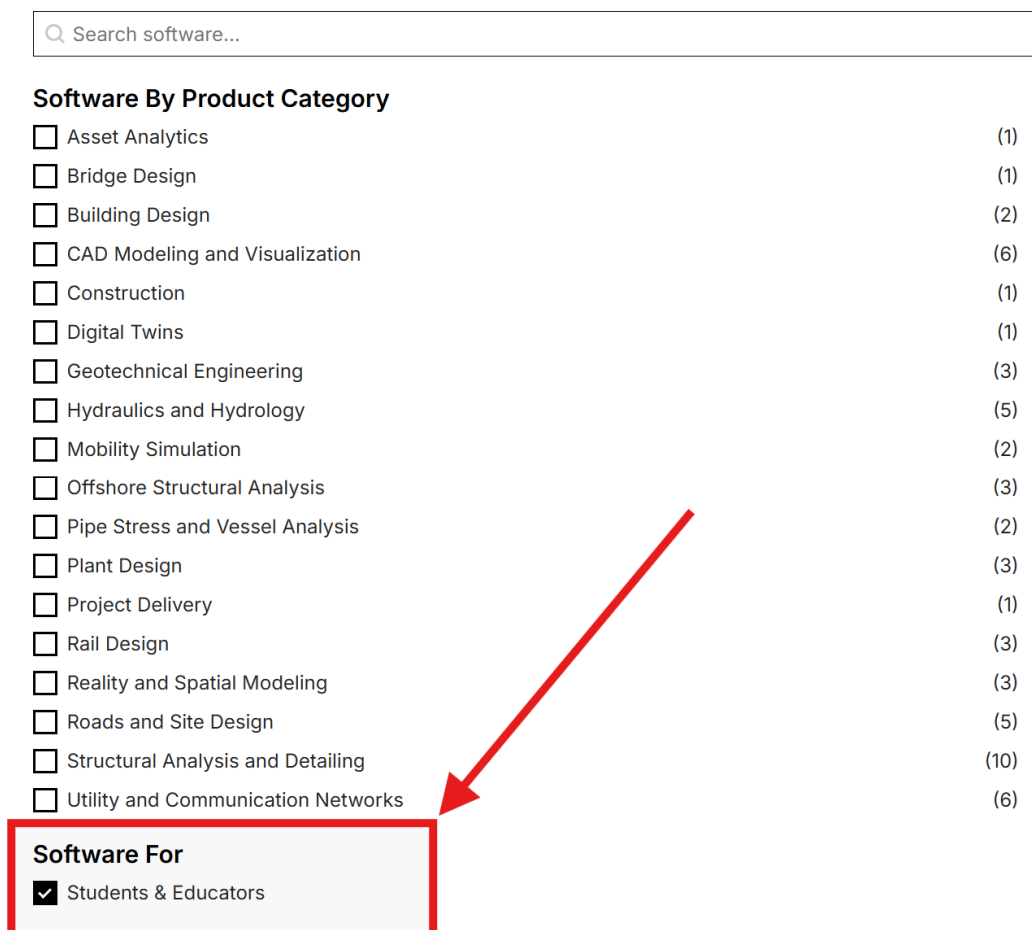 Search software...
Software By Product Category
Asset Analytics (1)
Bridge Design (1)
Building Design (2)
CAD Modeling and Visualization (6)
Construction (1)
Digital Twins (1)
Geotechnical Engineering (3)
Hydraulics and Hydrology (5)
Mobility Simulation (2)
Offshore Structural Analysis (3)
Pipe Stress and Vessel Analysis (2)
Plant Design (3)
Project Delivery (1)
Rail Design (3)
Reality and Spatial Modeling (3)
Roads and Site Design (5)
Structural Analysis and Detailing (10)
Utility and Communication Networks (6)
Software For
Students & Educators